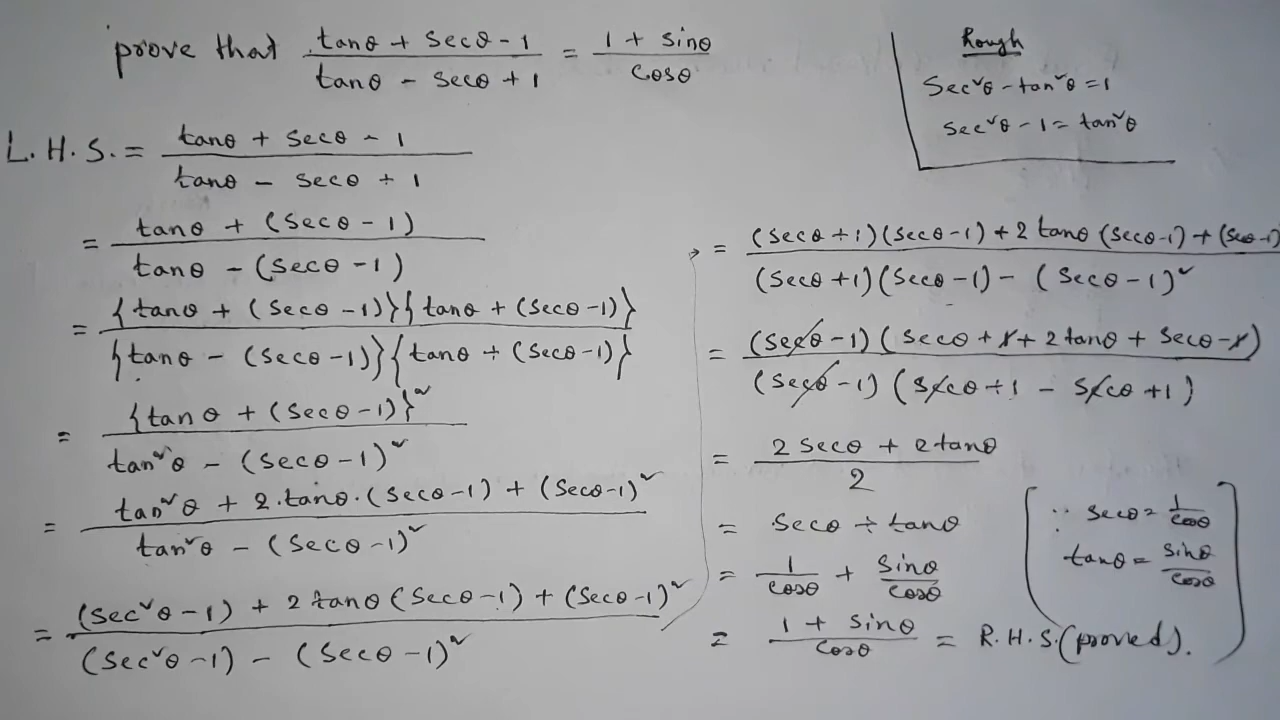 prove that (tanθ + secθ - 1)/(tanθ - secθ + 1) = (1 + sinθ)/cosθ
Rough
Sec²θ - tan²θ = 1
sec²θ - 1 = tan²θ
L.H.S. = (tanθ + secθ - 1)/(tanθ - secθ + 1)
= (tanθ + (secθ - 1))/(tanθ - (secθ - 1))
= ({tanθ + (secθ - 1)}{tanθ + (secθ - 1)})/({tanθ - (secθ - 1)}{tanθ + (secθ - 1)})
= {tanθ + (secθ - 1)}²/(tan²θ - (secθ - 1)²)
= (tan²θ + 2.tanθ.(secθ - 1) + (secθ - 1)²)/(tan²θ - (secθ - 1)²)
= ((sec²θ - 1) + 2 tanθ (secθ - 1) + (secθ - 1)²)/((sec²θ - 1) - (secθ - 1)²)
= ((secθ + 1)(secθ - 1) + 2 tanθ (secθ - 1) + (secθ - 1)/((secθ + 1)(secθ - 1) - (secθ - 1)²)
= ((secθ - 1)(secθ + 1 + 2 tanθ + secθ - 1))/((secθ - 1)(secθ + 1 - secθ + 1))
= (2 secθ + 2 tanθ)/2
= secθ + tanθ
= 1/cosθ + sinθ/cosθ
[∵ secθ = 1/cosθ
tanθ = sinθ/cosθ]
= (1 + sinθ)/cosθ = R.H.S. (proved).